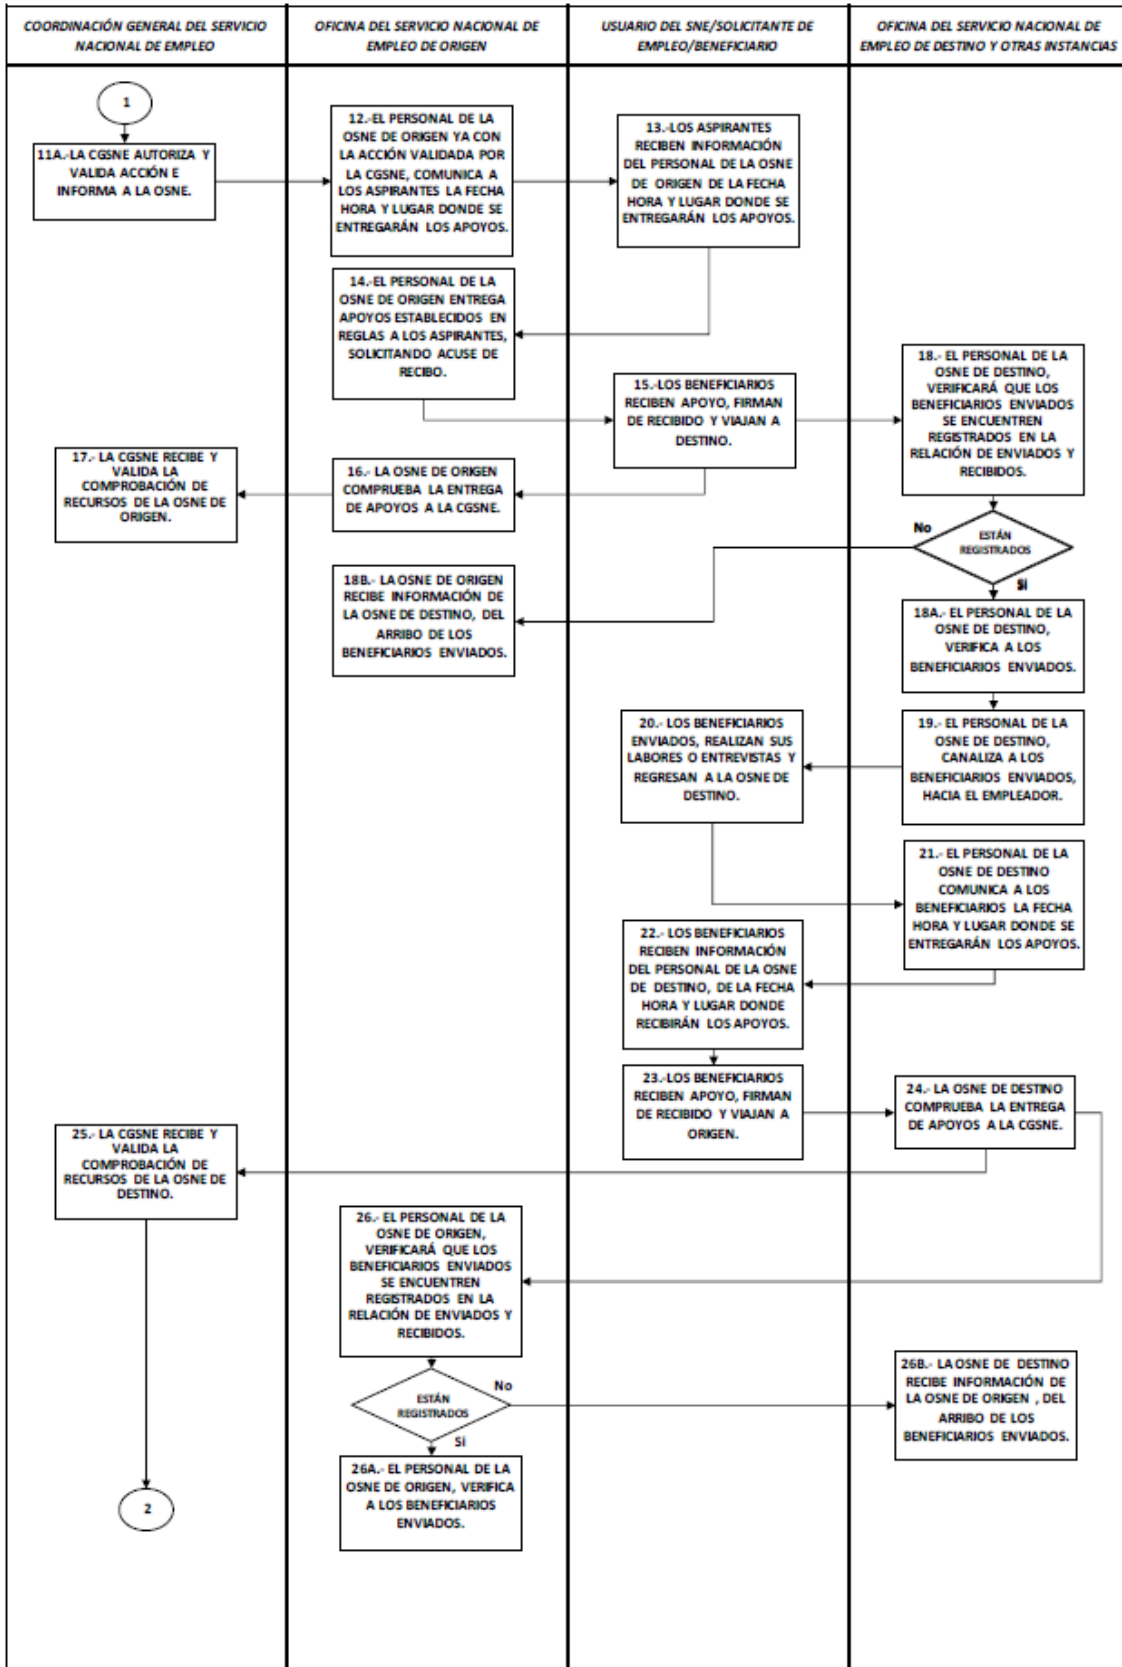 COORDINACIÓN GENERAL DEL SERVICIO
NACIONAL DE EMPLEO
OFICINA DEL SERVICIO NACIONAL DE
EMPLEO DE ORIGEN
USUARIO DEL SNE/SOLICITANTE DE
EMPLEO/BENEFICIARIO
OFICINA DEL SERVICIO NACIONAL DE
EMPLEO DE DESTINO Y OTRAS INSTANCIAS
1
11A.-LA CGSNE AUTORIZA Y
VALIDA ACCIÓN E
INFORMA A LA OSNE.
12.-EL PERSONAL DE LA
OSNE DE ORIGEN YA CON
LA ACCIÓN VALIDADA POR
LA CGSNE, COMUNICA A
LOS ASPIRANTES LA FECHA
HORA Y LUGAR DONDE SE
ENTREGARÁN LOS APOYOS.
13.-LOS ASPIRANTES
RECIBEN INFORMACIÓN
DEL PERSONAL DE LA OSNE
DE ORIGEN DE LA FECHA
HORA Y LUGAR DONDE SE
ENTREGARÁN LOS APOYOS.
14.-EL PERSONAL DE LA
OSNE DE ORIGEN ENTREGA
APOYOS ESTABLECIDOS EN
REGLAS A LOS ASPIRANTES,
SOLICITANDO ACUSE DE
RECIBO.
15.-LOS BENEFICIARIOS
RECIBEN APOYO, FIRMAN
DE RECIBIDO Y VIAJAN A
DESTINO.
18.- EL PERSONAL DE LA
OSNE DE DESTINO,
VERIFICARÁ QUE LOS
BENEFICIARIOS ENVIADOS
SE ENCUENTREN
REGISTRADOS EN LA
RELACIÓN DE ENVIADOS Y
RECIBIDOS.
17.- LA CGSNE RECIBE Y
VALIDA LA
COMPROBACIÓN DE
RECURSOS DE LA OSNE DE
ORIGEN.
16.- LA OSNE DE ORIGEN
COMPRUEBA LA ENTREGA
DE APOYOS A LA CGSNE.
No
ESTÁN
REGISTRADOS
Si
18B.- LA OSNE DE ORIGEN
RECIBE INFORMACIÓN DE
LA OSNE DE DESTINO, DEL
ARRIBO DE LOS
BENEFICIARIOS ENVIADOS.
18A.- EL PERSONAL DE LA
OSNE DE DESTINO,
VERIFICA A LOS
BENEFICIARIOS ENVIADOS.
20.- LOS BENEFICIARIOS
ENVIADOS, REALIZAN SUS
LABORES O ENTREVISTAS Y
REGRESAN A LA OSNE DE
DESTINO.
19.- EL PERSONAL DE LA
OSNE DE DESTINO,
CANALIZA A LOS
BENEFICIARIOS ENVIADOS,
HACIA EL EMPLEADOR.
21.- EL PERSONAL DE LA
OSNE DE DESTINO
COMUNICA A LOS
BENEFICIARIOS LA FECHA
HORA Y LUGAR DONDE SE
ENTREGARÁN LOS APOYOS.
22.- LOS BENEFICIARIOS
RECIBEN INFORMACIÓN
DEL PERSONAL DE LA OSNE
DE DESTINO, DE LA FECHA
HORA Y LUGAR DONDE
RECIBIRÁN LOS APOYOS.
23.-LOS BENEFICIARIOS
RECIBEN APOYO, FIRMAN
DE RECIBIDO Y VIAJAN A
ORIGEN.
24.- LA OSNE DE DESTINO
COMPRUEBA LA ENTREGA
DE APOYOS A LA CGSNE.
25.- LA CGSNE RECIBE Y
VALIDA LA
COMPROBACIÓN DE
RECURSOS DE LA OSNE DE
DESTINO.
26.- EL PERSONAL DE LA
OSNE DE ORIGEN,
VERIFICARÁ QUE LOS
BENEFICIARIOS ENVIADOS
SE ENCUENTREN
REGISTRADOS EN LA
RELACIÓN DE ENVIADOS Y
RECIBIDOS.
ESTÁN
REGISTRADOS
No
Si
26B.- LA OSNE DE DESTINO
RECIBE INFORMACIÓN DE
LA OSNE DE ORIGEN , DEL
ARRIBO DE LOS
BENEFICIARIOS ENVIADOS.
26A.- EL PERSONAL DE LA
OSNE DE ORIGEN, VERIFICA
A LOS BENEFICIARIOS
ENVIADOS.
2